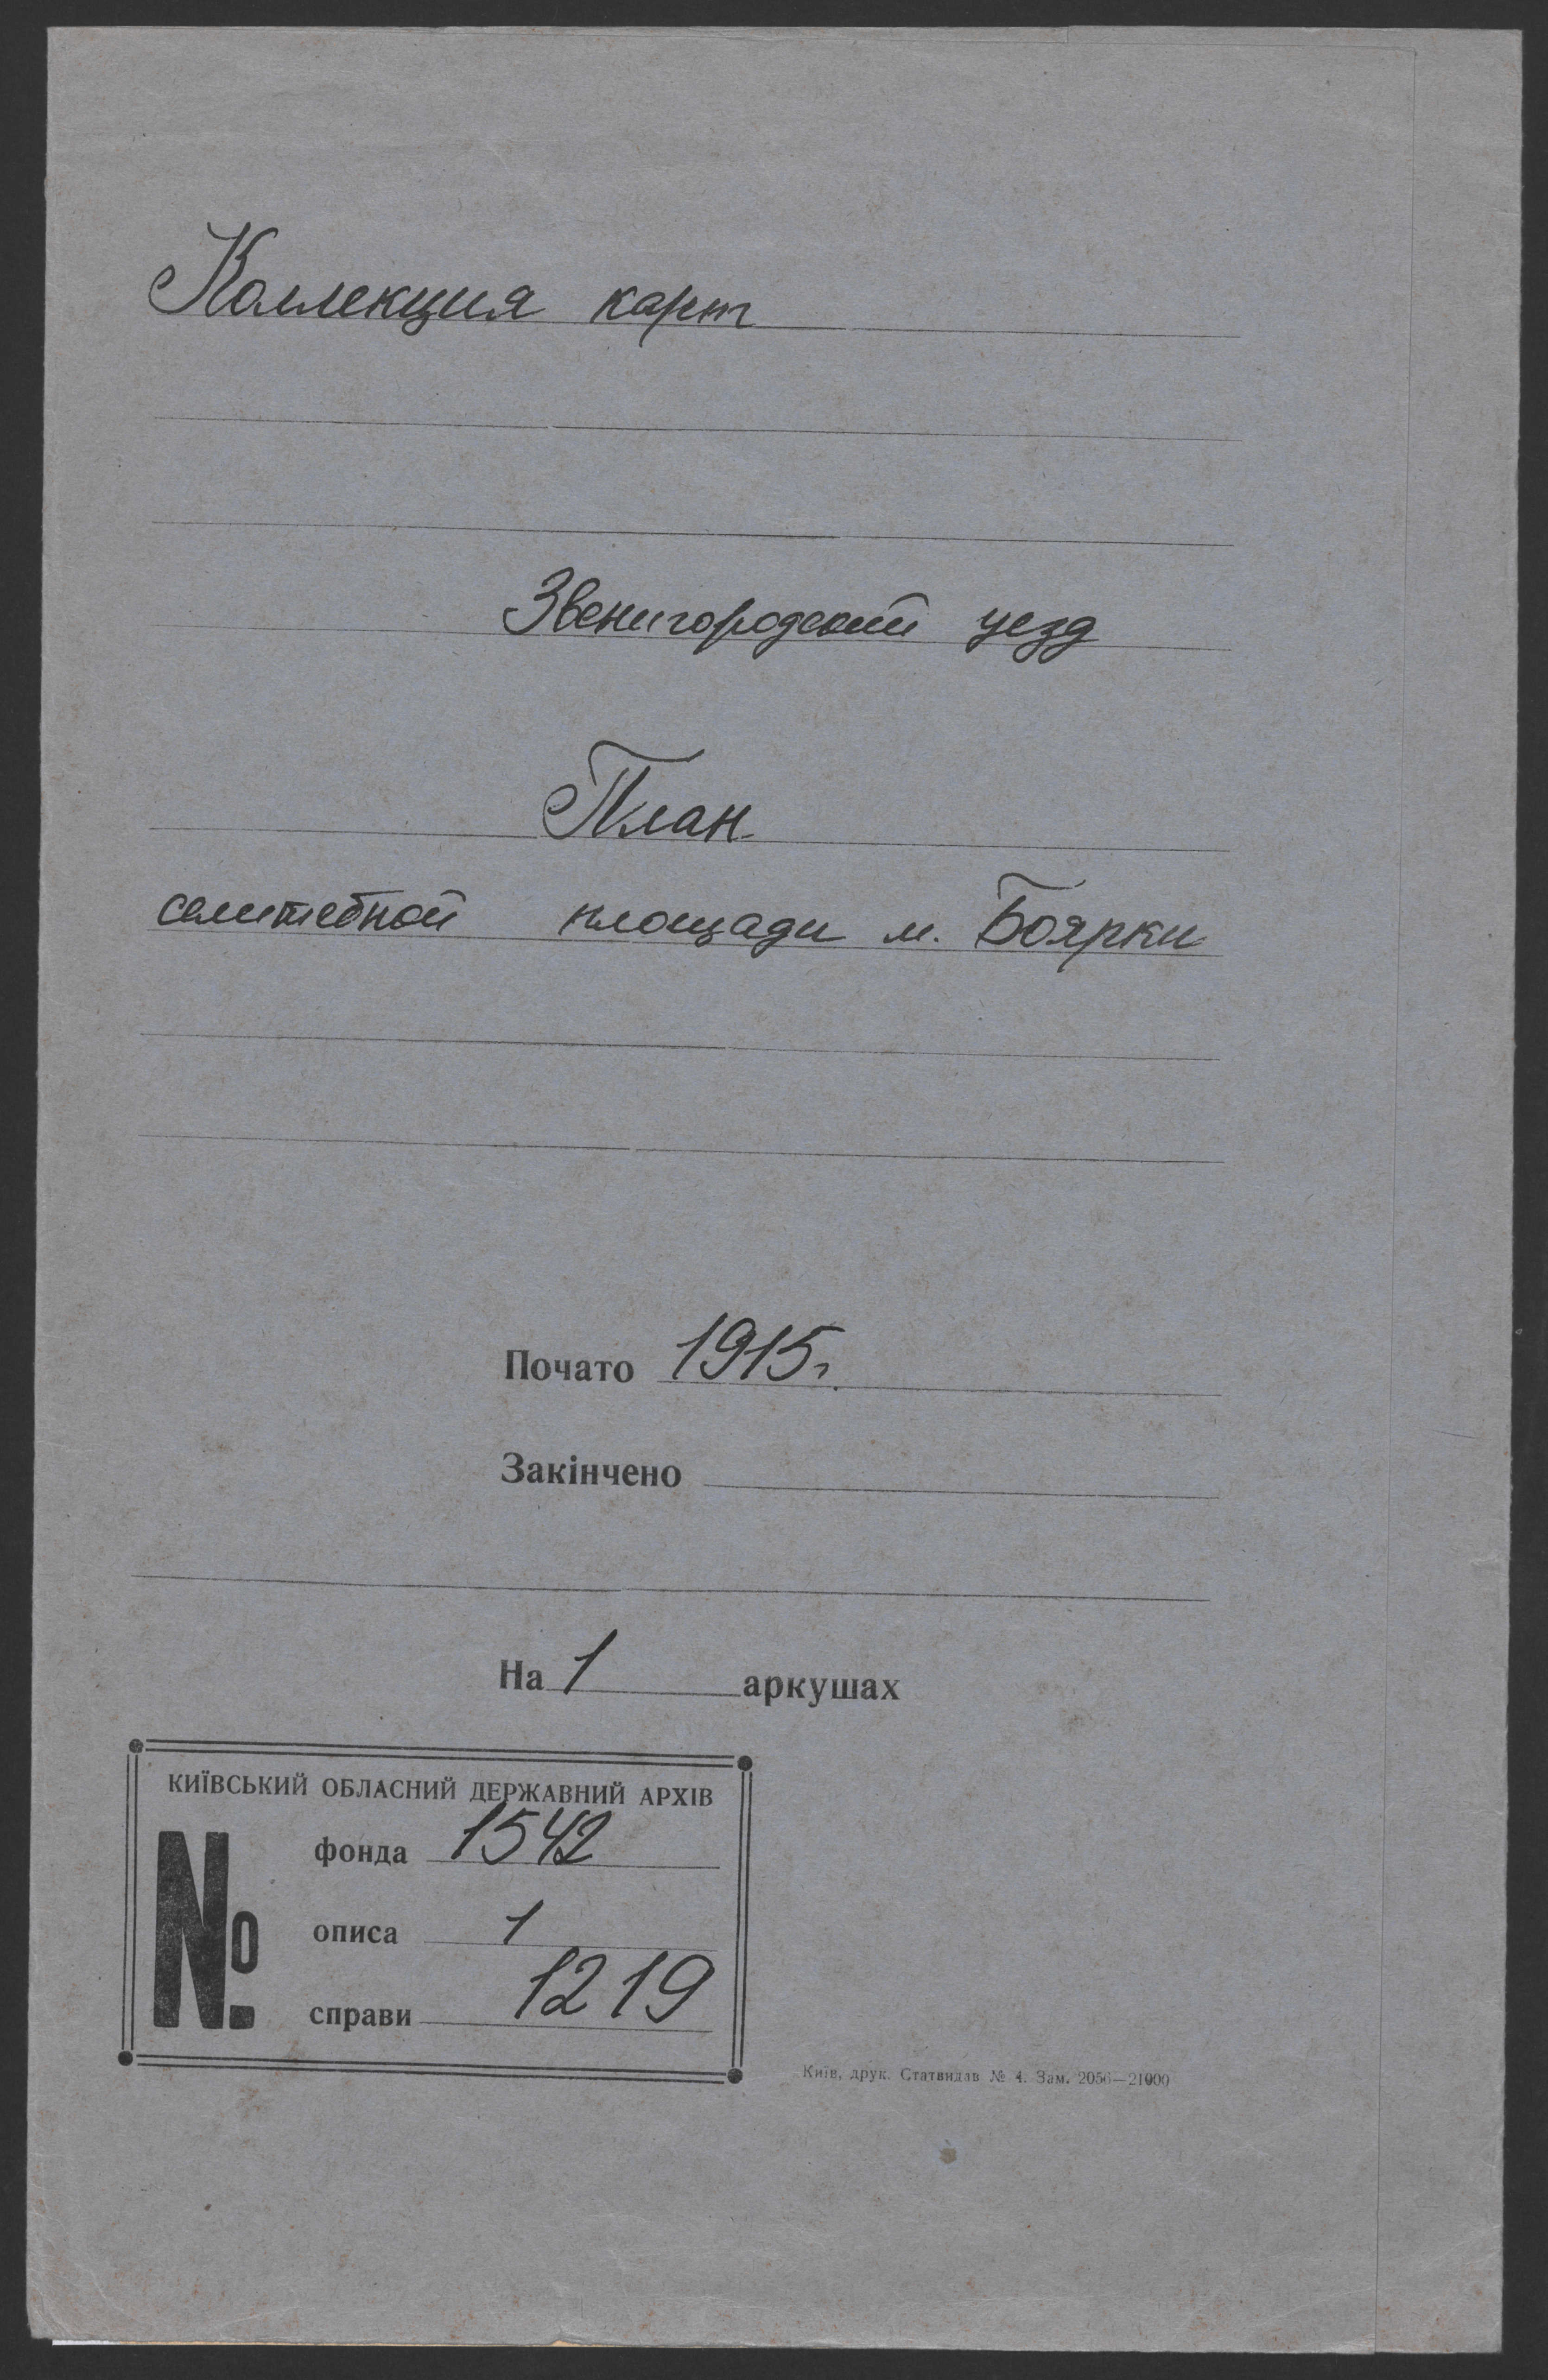 Коллекция карт
Звенигородский уезд
План
селитебной площади м. Боярки
Почато 1915г.
Закінчено
На 1 аркушах
КИЇВСЬКИЙ ОБЛАСНИЙ ДЕРЖАВНИЙ АРХІВ
№
фонда 1542
описа 1
справи 1219
Київ, друк. Статвидав № 4. Зам. 2056—21000